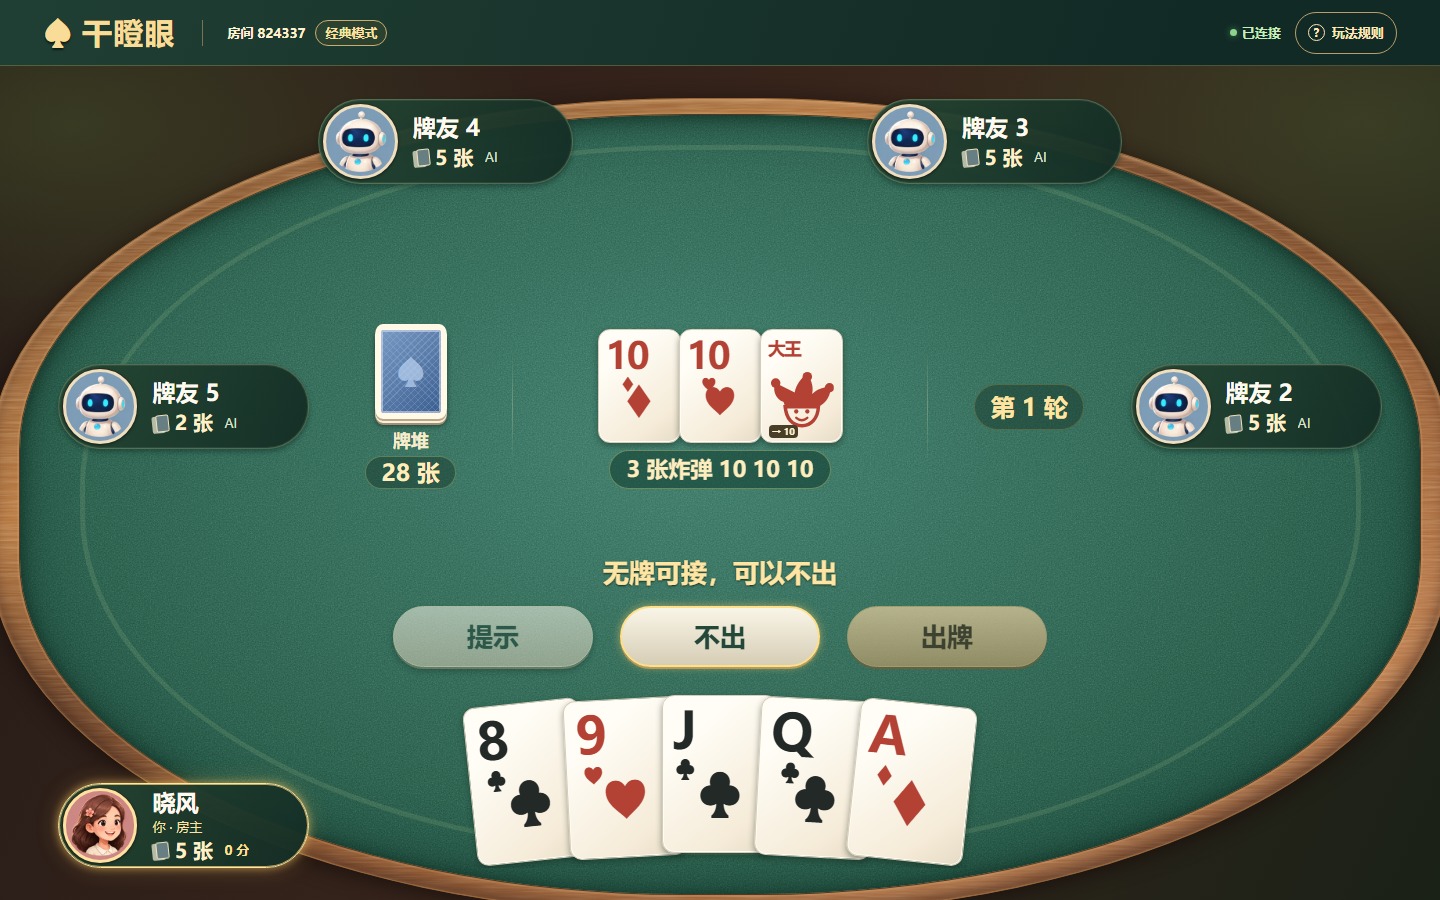 干瞪眼
房间 824337
经典模式
已连接
? 玩法规则
牌友 4
5 张 AI
牌友 3
5 张 AI
牌友 5
2 张 AI
牌堆
28 张
10
10
大王
→ 10
3 张炸弹 10 10 10
第 1 轮
牌友 2
5 张 AI
无牌可接，可以不出
提示
不出
出牌
8
9
J
Q
A
晓风
你 · 房主
5 张 0 分